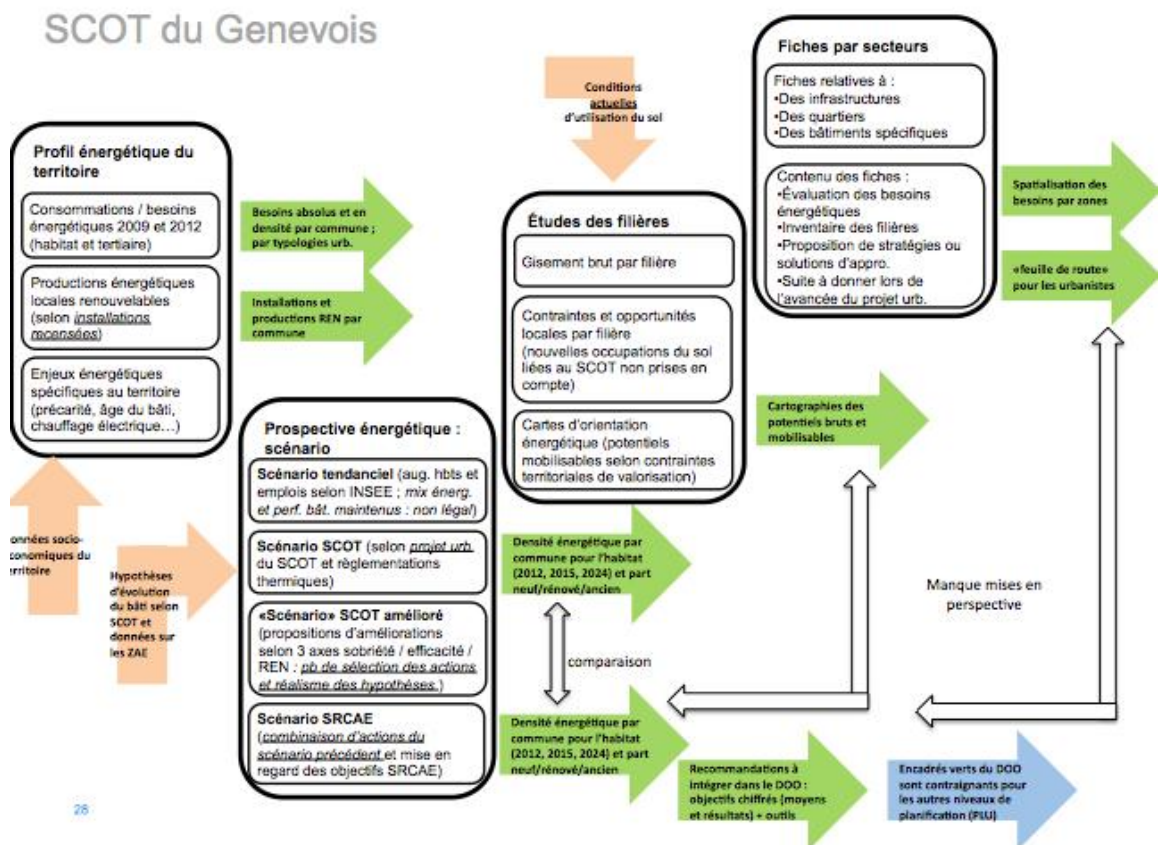 SCOT du Genevois
Profil énergétique du
territoire
Consommations / besoins
énergétiques 2009 et 2012
(habitat et tertiaire)
Productions énergétiques
locales renouvelables
(selon installations
recensées)
Enjeux énergétiques
spécifiques au territoire
(précarité, âge du bâti,
chauffage électrique…)
Besoins absolus et en
densité par commune ;
par typologies urb.
Installations et
productions REN par
commune
onnées socio-
conomiques du
erritoire
Hypothèses
d'évolution
du bâti selon
SCOT et
données sur
les ZAE
Prospective énergétique :
scénario
Scénario tendanciel (aug. hbts et
emplois selon INSEE ; mix énerg.
et perf. bât. maintenus : non légal)
Scénario SCOT (selon projet urb.
du SCOT et règlementations
thermiques)
«Scénario» SCOT amélioré
(propositions d'améliorations
selon 3 axes sobriété / efficacité /
REN : pb de sélection des actions
et réalisme des hypothèses.)
Scénario SRCAE
(combinaison d'actions du
scénario précédent et mise en
regard des objectifs SRCAE)
Conditions
actuelles
d'utilisation du sol
Études des filières
Gisement brut par filière
Contraintes et opportunités
locales par filière
(nouvelles occupations du sol
liées au SCOT non prises en
compte)
Cartes d'orientation
énergétique (potentiels
mobilisables selon contraintes
territoriales de valorisation)
Densité énergétique par
commune pour l'habitat
(2012, 2015, 2024) et part
neuf/rénové/ancien
comparaison
Densité énergétique par
commune pour l'habitat
(2012, 2015, 2024) et part
neuf/rénové/ancien
Fiches par secteurs
Fiches relatives à :
•Des infrastructures
•Des quartiers
•Des bâtiments spécifiques
Contenu des fiches :
•Évaluation des besoins
énergétiques
•Inventaire des filières
•Proposition de stratégies ou
solutions d'appro.
•Suite à donner lors de
l'avancée du projet urb.
Spatialisation des
besoins par zones
«feuille de route»
pour les urbanistes
Cartographies des
potentiels bruts et
mobilisables
Manque mises en
perspective
Recommandations à
intégrer dans le DOO :
objectifs chiffrés (moyens
et résultats) + outils
Encadrés verts du DOO
sont contraignants pour
les autres niveaux de
planification (PLU)
28